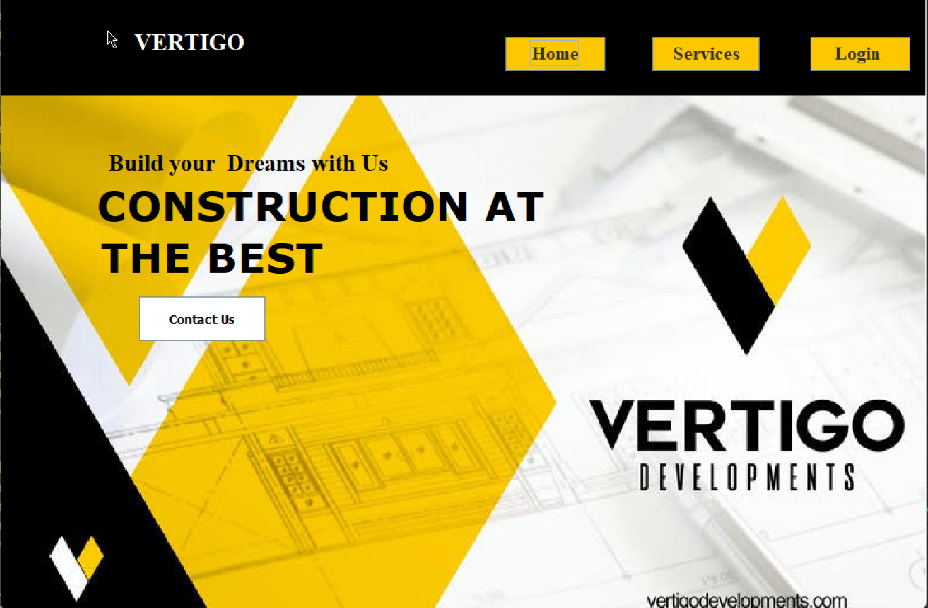 VERTIGO
Home
Services
Login
Build your  Dreams with Us
CONSTRUCTION AT
THE BEST
Contact Us
VERTIGO
DEVELOPMENTS
vertigodevelopments.com